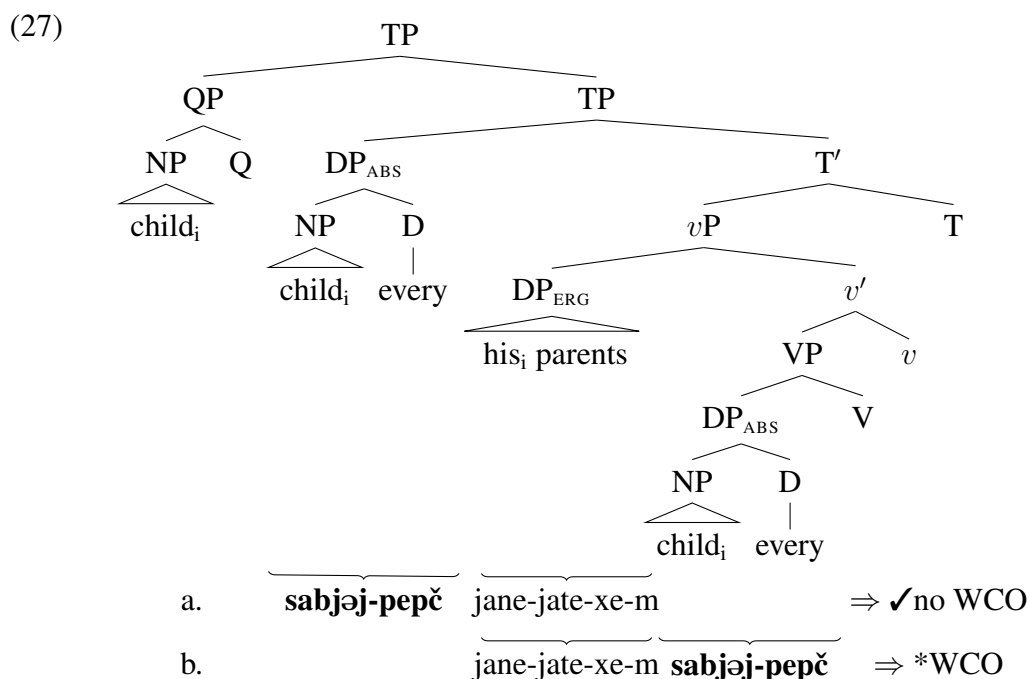 (27)
TP
QP TP
NP Q DP_ABS T′
child_i NP D vP T
child_i every DP_ERG v′
his_i parents VP v
DP_ABS V
NP D
child_i every
a. sabjəj-pepč jane-jate-xe-m ⇒ ✓no WCO
b. jane-jate-xe-m sabjəj-pepč ⇒ *WCO